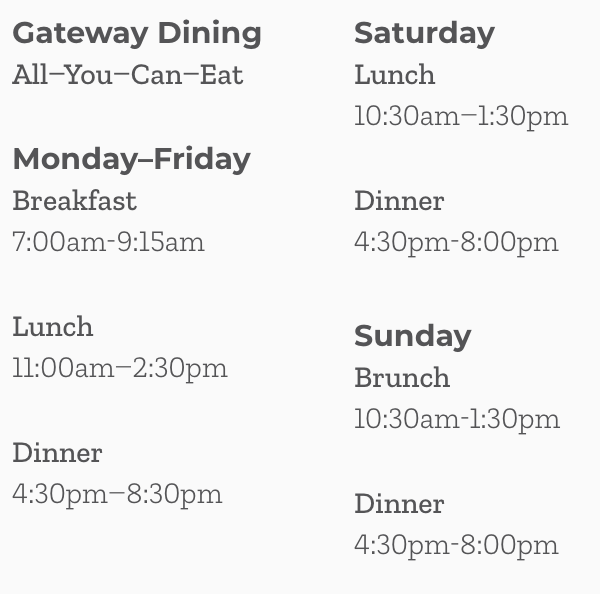 Gateway Dining
All–You–Can–Eat
Monday–Friday
Breakfast
7:00am-9:15am
Lunch
11:00am–2:30pm
Dinner
4:30pm–8:30pm
Saturday
Lunch
10:30am–1:30pm
Dinner
4:30pm-8:00pm
Sunday
Brunch
10:30am-1:30pm
Dinner
4:30pm-8:00pm